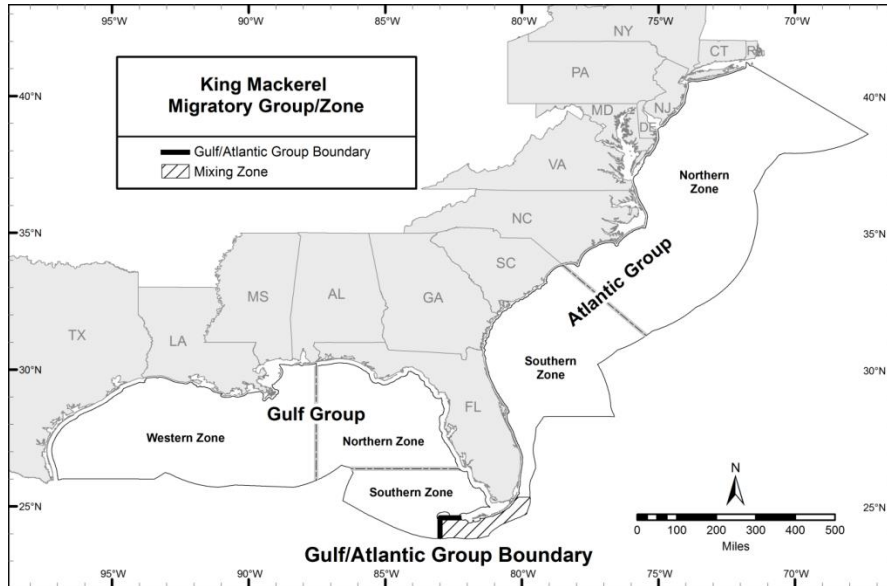 95°W 90°W 85°W 80°W 75°W 70°W
King Mackerel
Migratory Group/Zone
Gulf/Atlantic Group Boundary
Mixing Zone
NY
CT
RI
PA
40°N
40°N
MD
NJ
DE
VA
Northern
Zone
NC
35°N
35°N
SC
Atlantic Group
MS
AL
GA
TX
LA
30°N
30°N
Southern
Zone
FL
Gulf Group
Western Zone
Northern Zone
Southern Zone
N
25°N
25°N
0 100 200 300 400 500
Miles
Gulf/Atlantic Group Boundary
95°W 90°W 85°W 80°W 75°W 70°W